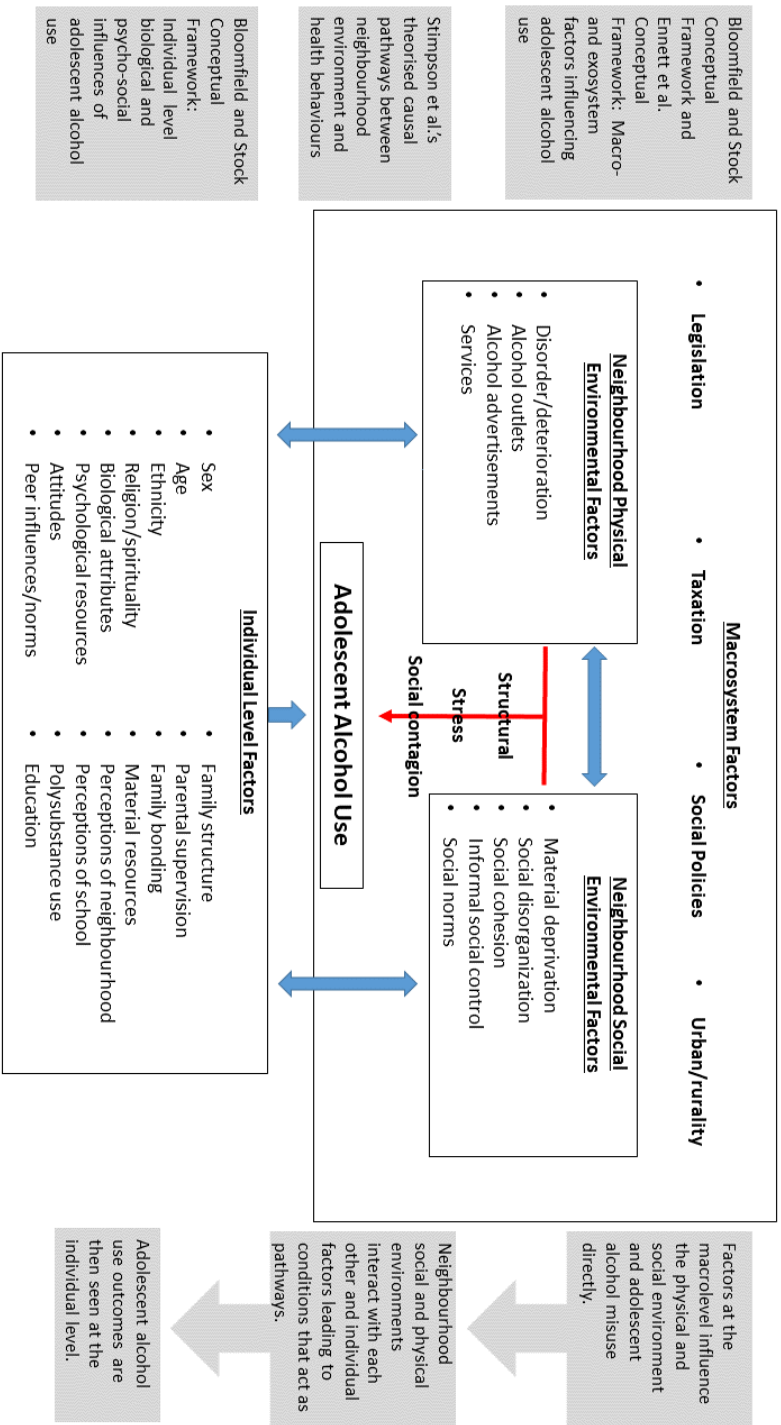 Bloomfield and Stock
Conceptual
Framework and
Ennett et al.
Conceptual
Framework: Macro-
and exosystem
factors influencing
adolescent alcohol
use
Stimpson et al.'s
theorised causal
pathways between
neighbourhood
environment and
health behaviours
Bloomfield and Stock
Conceptual
Framework:
Individual level
biological and
psycho-social
influences of
adolescent alcohol
use
Macrosystem Factors
• Legislation
• Taxation
• Social Policies
• Urban/rurality
Neighbourhood Physical
Environmental Factors
• Disorder/deterioration
• Alcohol outlets
• Alcohol advertisements
• Services
Neighbourhood Social
Environmental Factors
• Material deprivation
• Social disorganization
• Social cohesion
• Informal social control
• Social norms
Structural
Stress
Social contagion
Adolescent Alcohol Use
Individual Level Factors
• Sex
• Age
• Ethnicity
• Religion/spirituality
• Biological attributes
• Psychological resources
• Attitudes
• Peer influences/norms
• Family structure
• Parental supervision
• Family bonding
• Material resources
• Perceptions of neighbourhood
• Perceptions of school
• Polysubstance use
• Education
Factors at the
macrolevel influence
the physical and
social environment
and adolescent
alcohol misuse
directly.
Neighbourhood
social and physical
environments
interact with each
other and individual
factors leading to
conditions that act as
pathways.
Adolescent alcohol
use outcomes are
then seen at the
individual level.